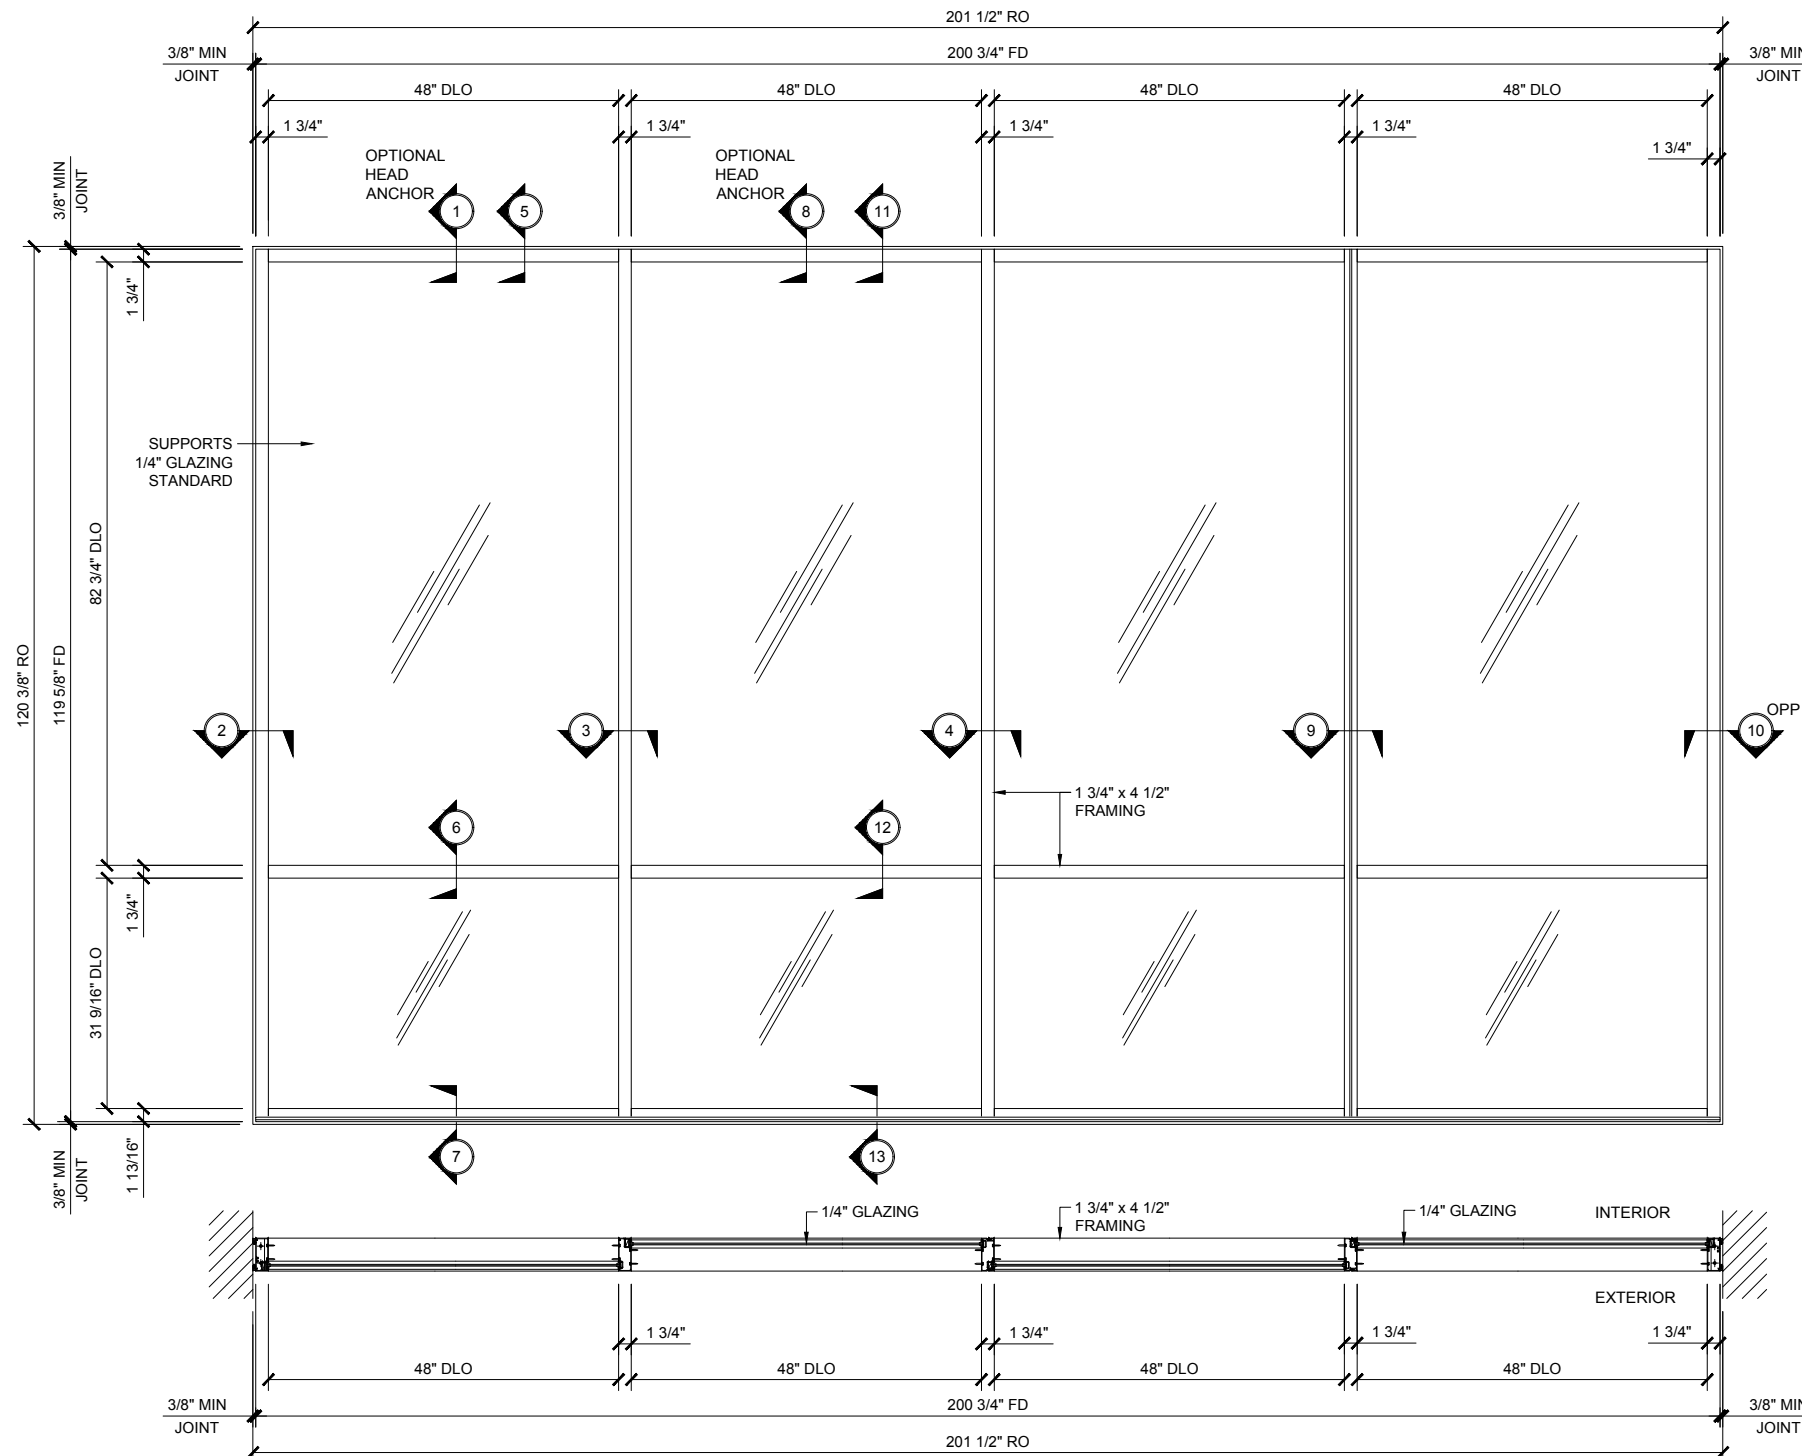 201 1/2" RO
3/8" MIN
JOINT
200 3/4" FD
3/8" MIN
JOINT
48" DLO
48" DLO
48" DLO
48" DLO
1 3/4"
1 3/4"
1 3/4"
1 3/4"
1 3/4"
OPTIONAL
HEAD
ANCHOR
OPTIONAL
HEAD
ANCHOR
3/8" MIN
JOINT
1
5
8
11
1 3/4"
SUPPORTS
1/4" GLAZING
STANDARD
82 3/4" DLO
120 3/8" RO
119 5/8" FD
2
3
4
9
OPP
10
1 3/4" x 4 1/2"
FRAMING
6
12
1 3/4"
31 9/16" DLO
3/8" MIN
JOINT
1 13/16"
7
13
1/4" GLAZING
1 3/4" x 4 1/2"
FRAMING
1/4" GLAZING
INTERIOR
EXTERIOR
1 3/4"
1 3/4"
1 3/4"
1 3/4"
48" DLO
48" DLO
48" DLO
48" DLO
3/8" MIN
JOINT
200 3/4" FD
3/8" MIN
JOINT
201 1/2" RO